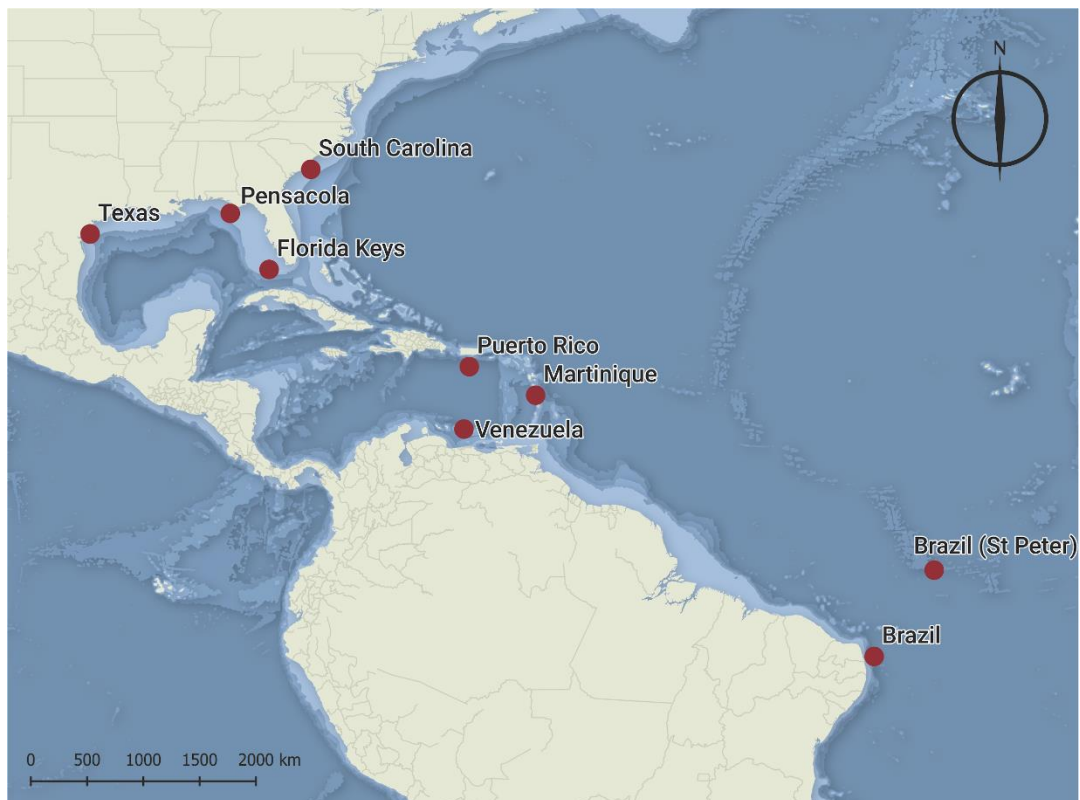 N
South Carolina
Pensacola
Texas
Florida Keys
Puerto Rico
Martinique
Venezuela
Brazil (St Peter)
Brazil
0 500 1000 1500 2000 km